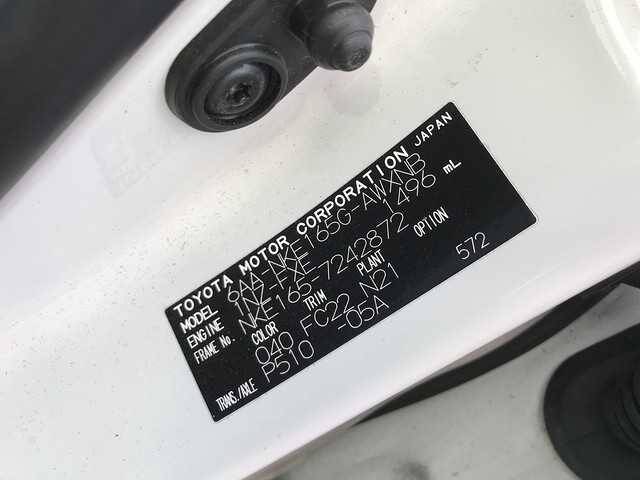 TOYOTA MOTOR CORPORATION JAPAN
MODEL 6AA-NKE165G-AWXNB
ENGINE 1NZ-FXE 1496 mL
FRAME No. NKE165-7242872
COLOR TRIM PLANT OPTION
040 FC22 N21 572
TRANS./AXLE P510 -05A